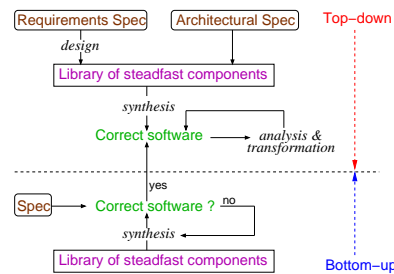 Requirements Spec
Architectural Spec
Top-down
design
Library of steadfast components
synthesis
Correct software
analysis &
transformation
yes
Spec
Correct software ?
no
synthesis
Library of steadfast components
Bottom-up